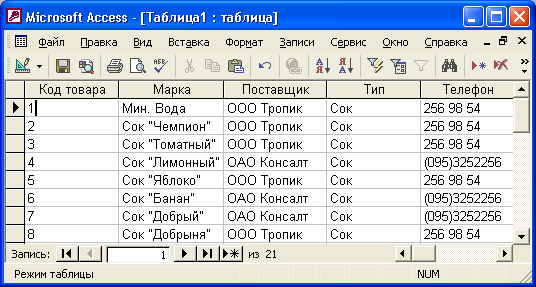 Microsoft Access - [Таблица1 : таблица]
Файл Правка Вид Вставка Формат Записи Сервис Окно Справка
Код товара Марка Поставщик Тип Телефон
1 Мин. Вода ООО Тропик Сок 256 98 54
2 Сок "Чемпион" ООО Тропик Сок 256 98 54
3 Сок "Томатный" ООО Тропик Сок 256 98 54
4 Сок "Лимонный" ОАО Консалт Сок (095)3252256
5 Сок "Яблоко" ООО Тропик Сок 256 98 54
6 Сок "Банан" ОАО Консалт Сок (095)3252256
7 Сок "Добрый" ОАО Консалт Сок (095)3252256
8 Сок "Добрыня" ООО Тропик Сок 256 98 54
Запись: 1 из 21
Режим таблицы NUM